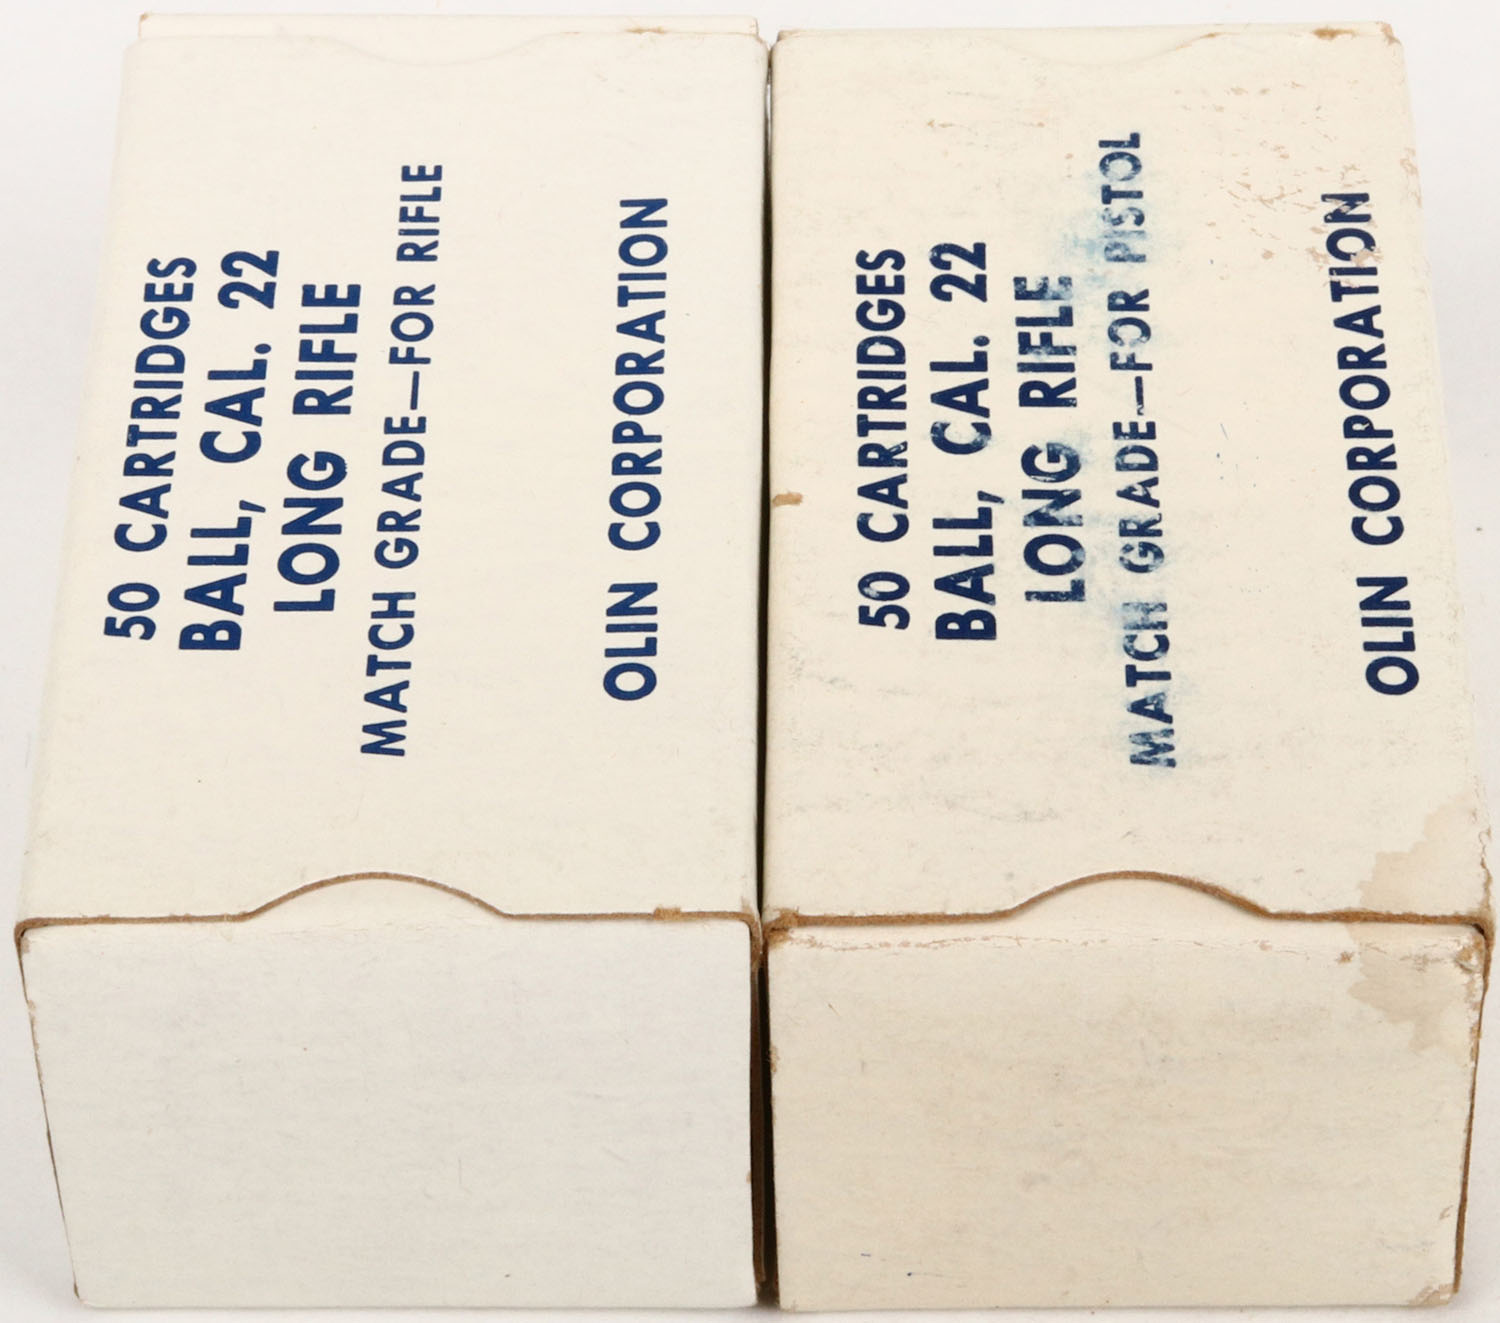 50 CARTRIDGES
BALL, CAL. 22
LONG RIFLE
MATCH GRADE—FOR RIFLE
OLIN CORPORATION
50 CARTRIDGES
BALL, CAL. 22
LONG RIFLE
MATCH GRADE—FOR PISTOL
OLIN CORPORATION